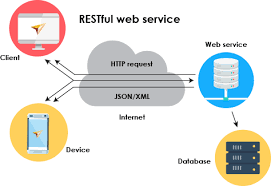 RESTful web service
Client
Web service
HTTP request
JSON/XML
Internet
Device
Database